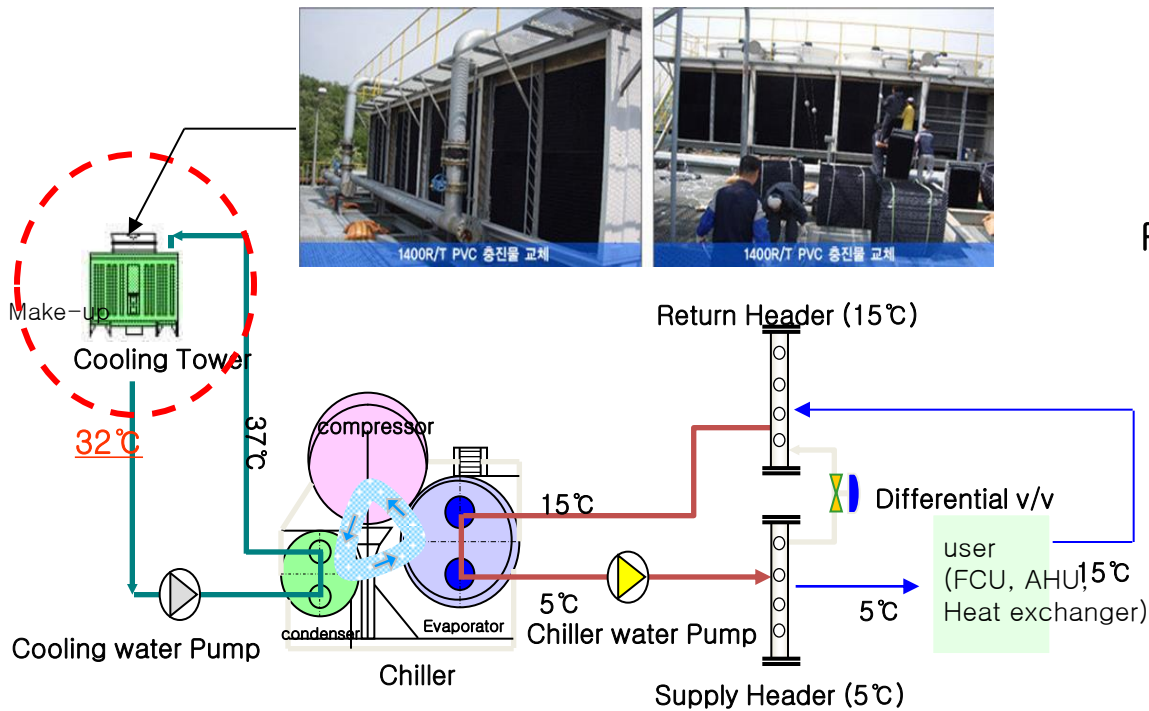 1400R/T PVC 충진물 교체
1400R/T PVC 충진물 교체
Make-up
Cooling Tower
32℃
37℃
Return Header (15℃)
compressor
15℃
Differential v/v
user
(FCU, AHU,
Heat exchanger)
15℃
5℃
5℃
condenser
Evaporator
Chiller water Pump
Cooling water Pump
Chiller
Supply Header (5℃)